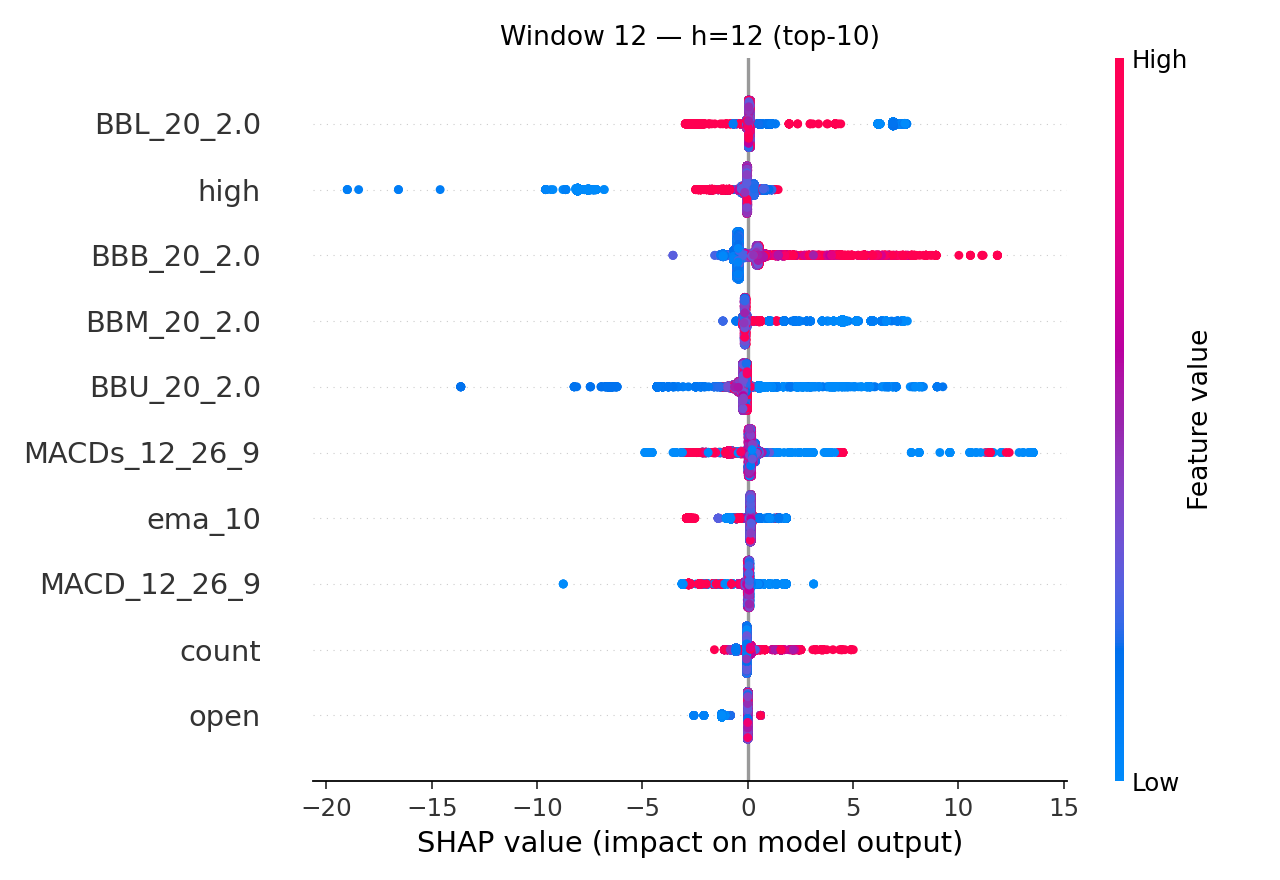 Window 12 — h=12 (top-10)
High
BBL_20_2.0
high
BBB_20_2.0
BBM_20_2.0
BBU_20_2.0
MACDs_12_26_9
ema_10
MACD_12_26_9
count
open
Feature value
Low
−20 −15 −10 −5 0 5 10 15
SHAP value (impact on model output)